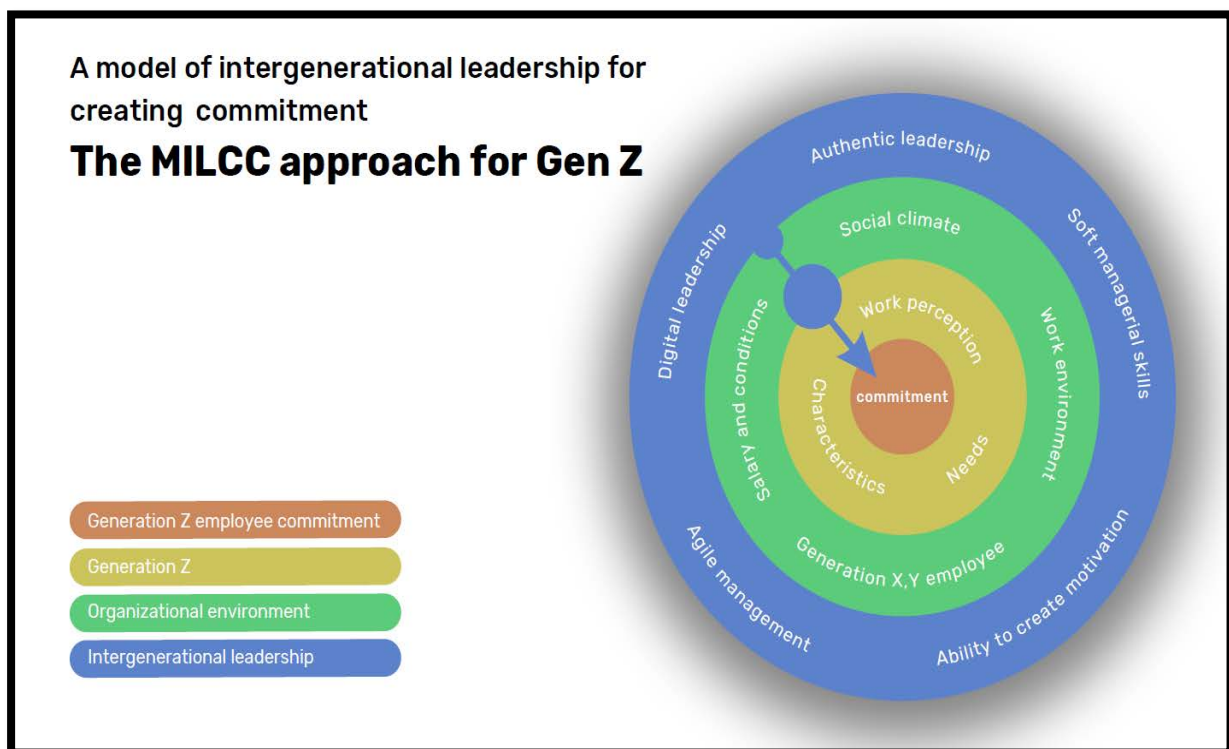 A model of intergenerational leadership for
creating commitment
The MILCC approach for Gen Z
Authentic leadership
Digital leadership
Soft managerial skills
Social climate
Salary and conditions
Work environment
Work perception
Characteristics
Needs
commitment
Generation X,Y employee
Agile management
Ability to create motivation
Generation Z employee commitment
Generation Z
Organizational environment
Intergenerational leadership